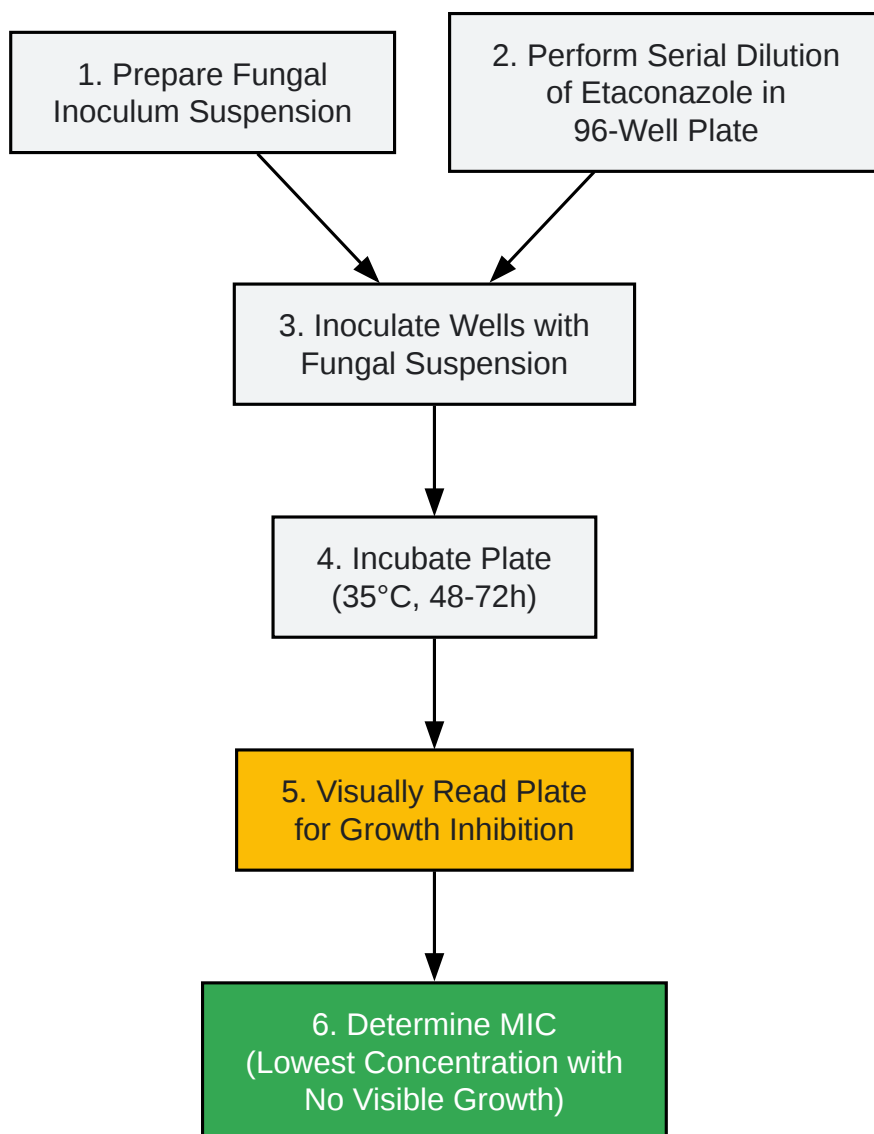 1. Prepare Fungal
Inoculum Suspension
2. Perform Serial Dilution
of Etaconazole in
96-Well Plate
3. Inoculate Wells with
Fungal Suspension
4. Incubate Plate
(35°C, 48-72h)
5. Visually Read Plate
for Growth Inhibition
6. Determine MIC
(Lowest Concentration with
No Visible Growth)